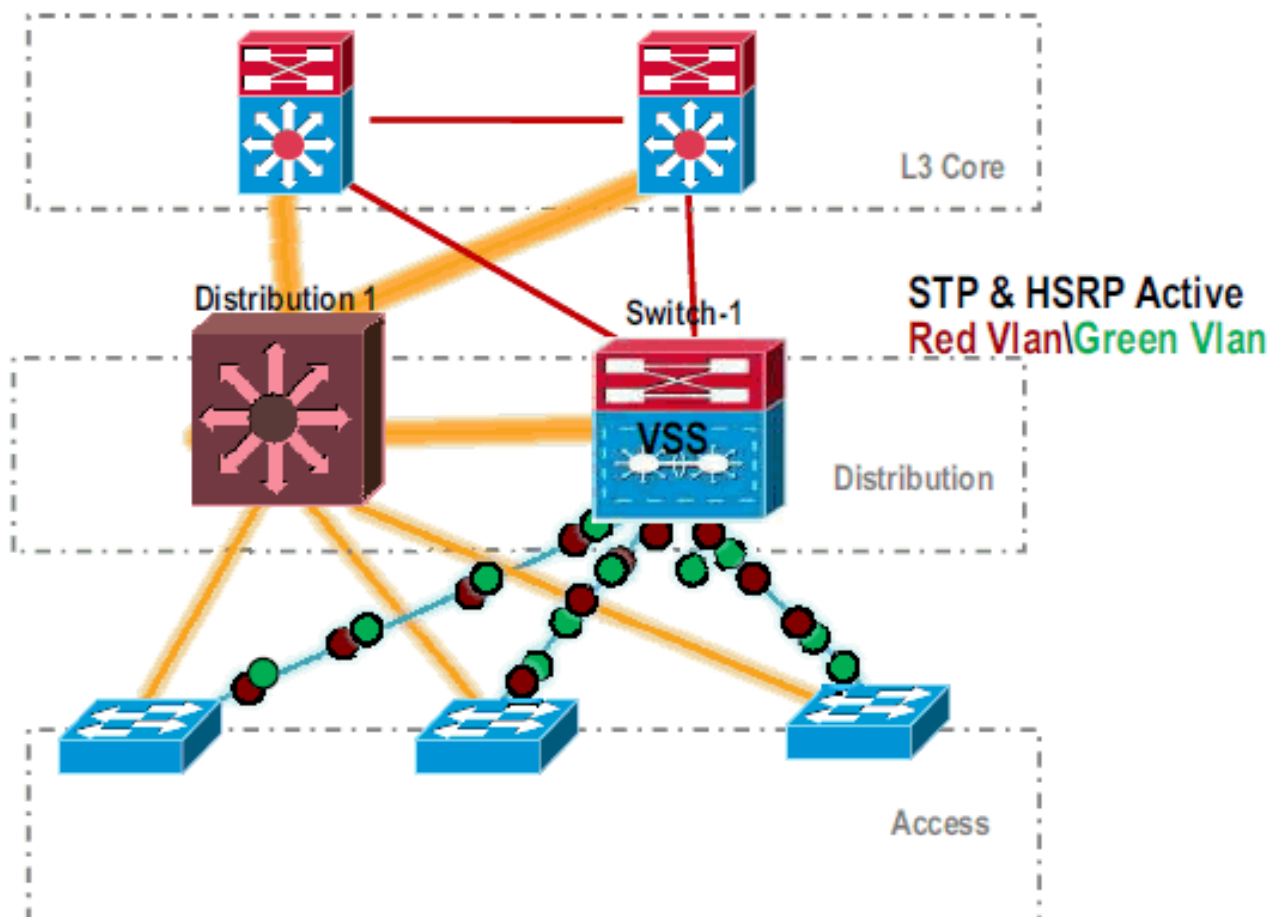 L3 Core
Distribution 1
Switch-1
STP & HSRP Active
Red Vlan\Green Vlan
VSS
Distribution
Access